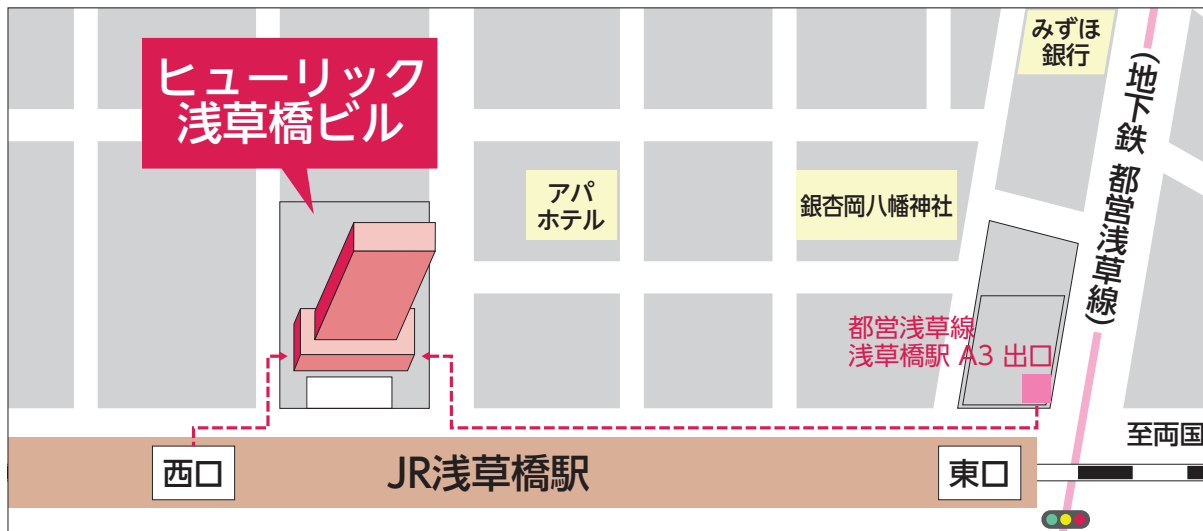 ヒューリック
浅草橋ビル
みずほ
銀行
(地下鉄 都営浅草線)
アパ
ホテル
銀杏岡八幡神社
都営浅草線
浅草橋駅 A3 出口
至両国
西口
JR浅草橋駅
東口